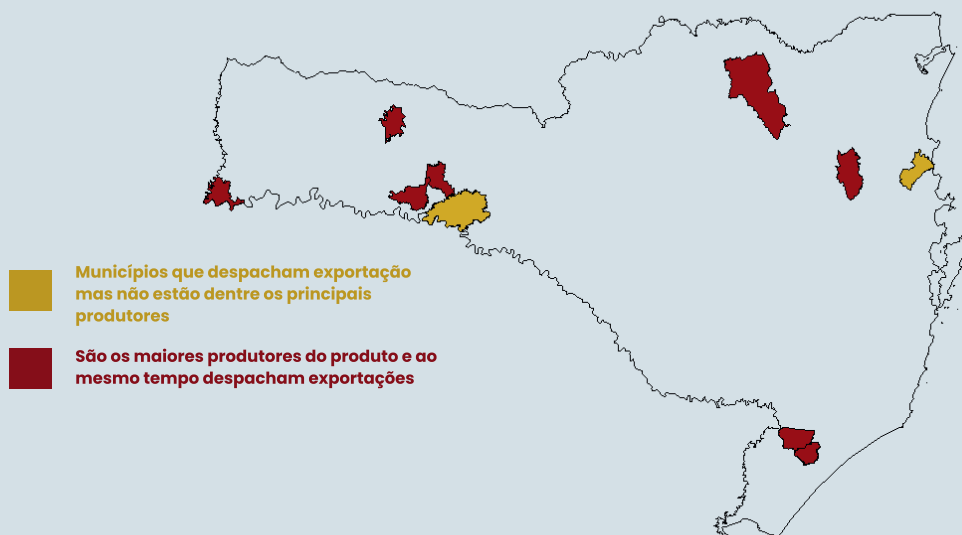 Municípios que despacham exportação
mas não estão dentre os principais
produtores
São os maiores produtores do produto e ao
mesmo tempo despacham exportações